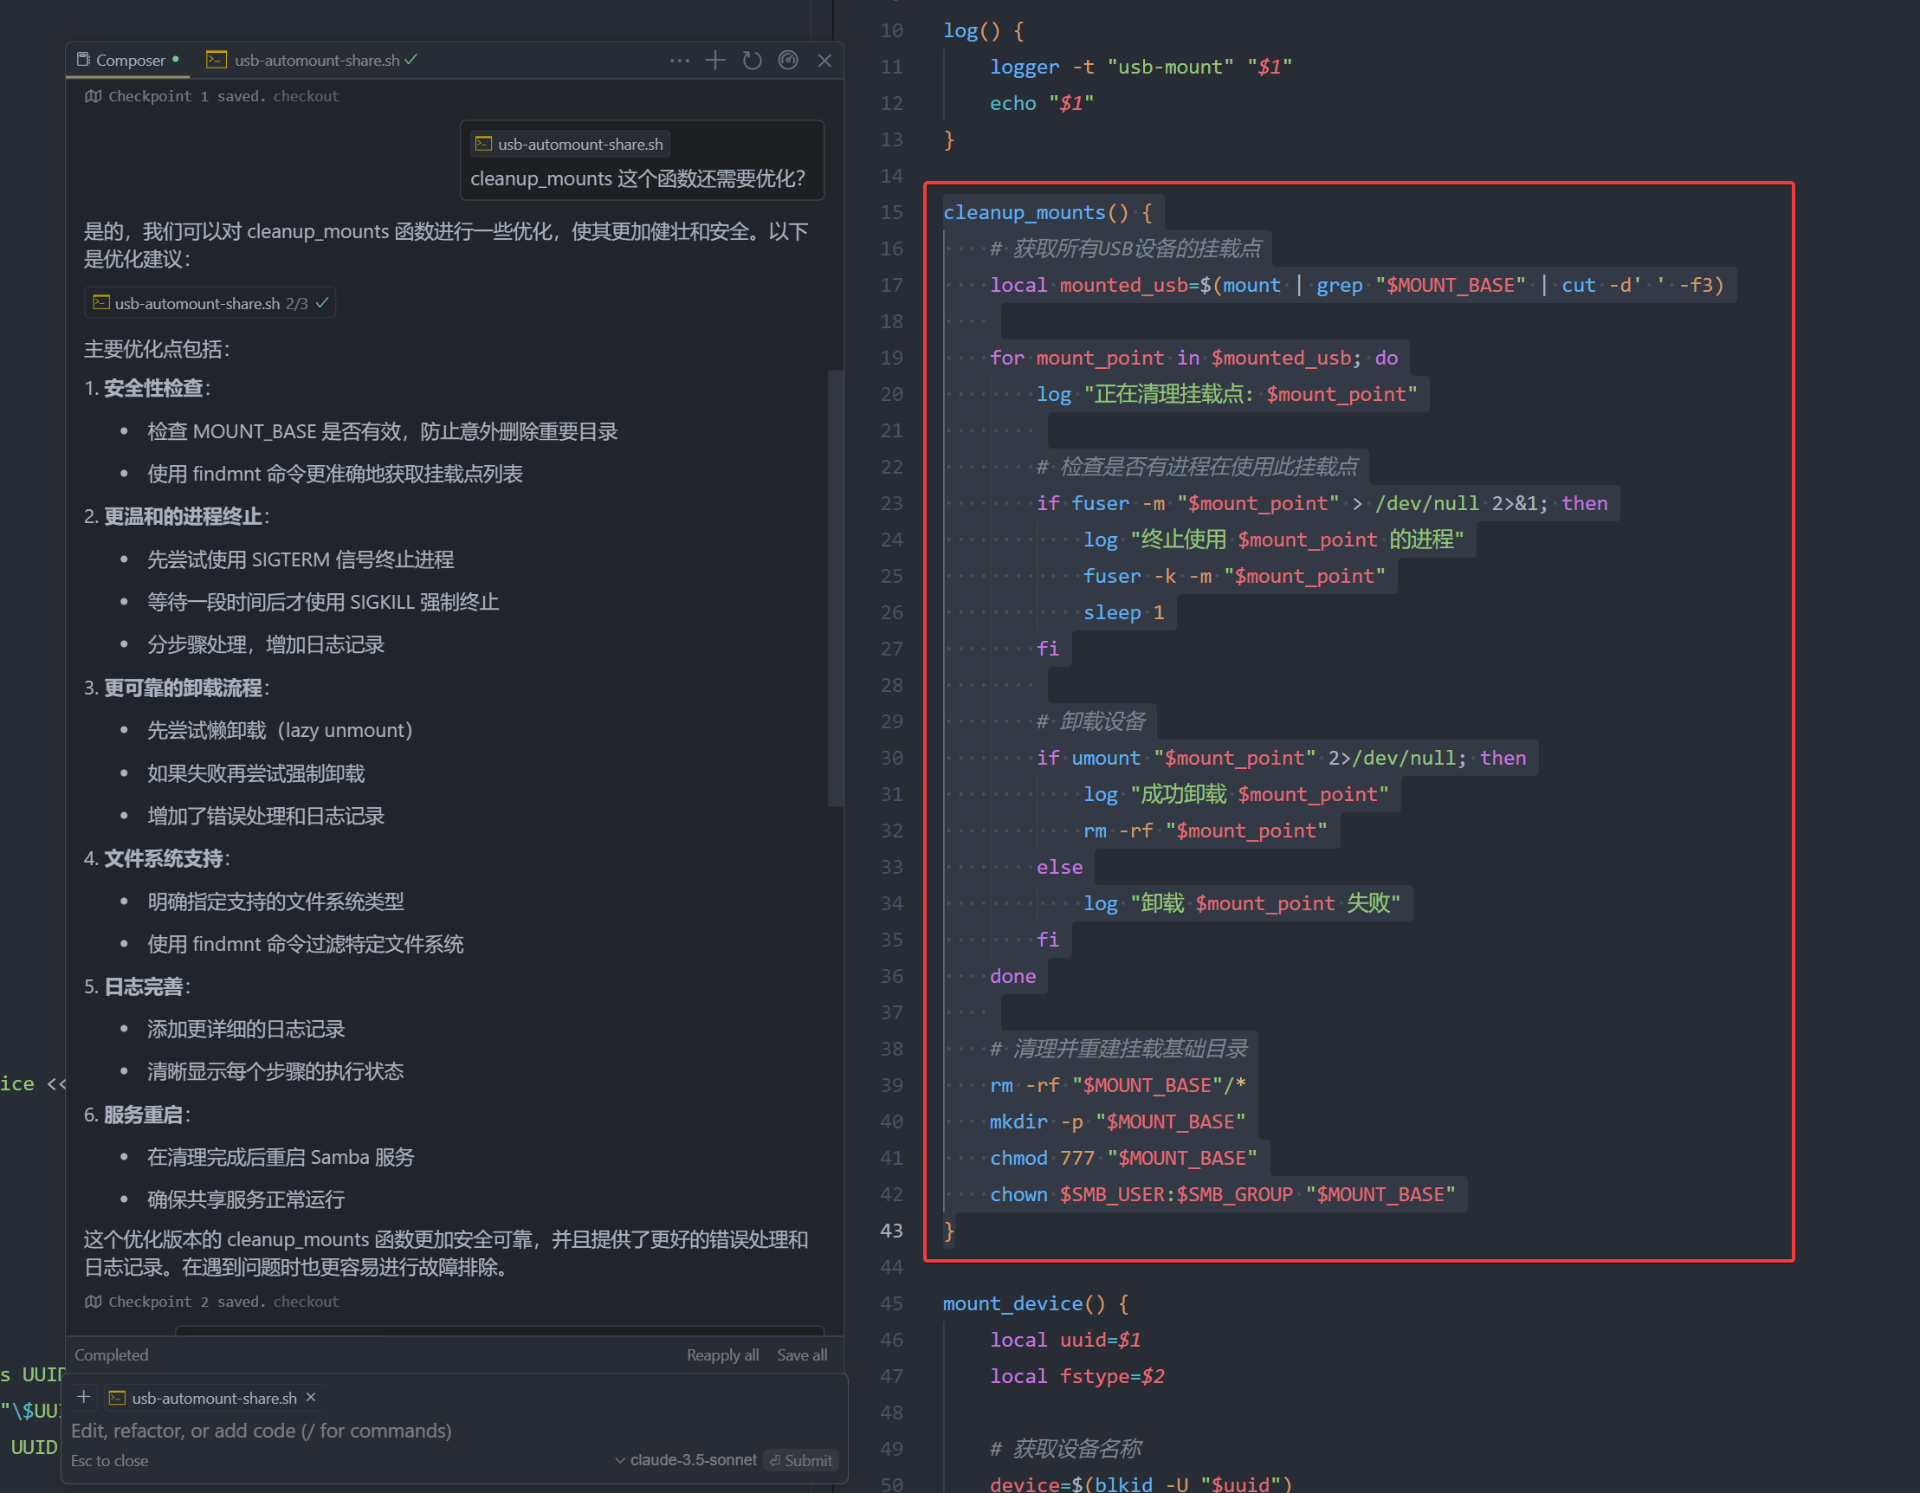 Composer
usb-automount-share.sh
Checkpoint 1 saved. checkout
usb-automount-share.sh
cleanup_mounts 这个函数还需要优化?
是的，我们可以对 cleanup_mounts 函数进行一些优化，使其更加健壮和安全。以下
是优化建议：
usb-automount-share.sh 2/3
主要优化点包括：
1. 安全性检查：
• 检查 MOUNT_BASE 是否有效，防止意外删除重要目录
• 使用 findmnt 命令更准确地获取挂载点列表
2. 更温和的进程终止：
• 先尝试使用 SIGTERM 信号终止进程
• 等待一段时间后才使用 SIGKILL 强制终止
• 分步骤处理，增加日志记录
3. 更可靠的卸载流程：
• 先尝试懒卸载（lazy unmount）
• 如果失败再尝试强制卸载
• 增加了错误处理和日志记录
4. 文件系统支持：
• 明确指定支持的文件系统类型
• 使用 findmnt 命令过滤特定文件系统
5. 日志完善：
• 添加更详细的日志记录
• 清晰显示每个步骤的执行状态
6. 服务重启：
• 在清理完成后重启 Samba 服务
• 确保共享服务正常运行
这个优化版本的 cleanup_mounts 函数更加安全可靠，并且提供了更好的错误处理和
日志记录。在遇到问题时也更容易进行故障排除。
Checkpoint 2 saved. checkout
Completed
Reapply all Save all
+ usb-automount-share.sh ×
Edit, refactor, or add code (/ for commands)
Esc to close
claude-3.5-sonnet
Submit
ice <<
s UUID
"\$UU
UUID
10 log() {
11 logger -t "usb-mount" "$1"
12 echo "$1"
13 }
14
15 cleanup_mounts() {
16 # 获取所有USB设备的挂载点
17 local mounted_usb=$(mount | grep "$MOUNT_BASE" | cut -d' ' -f3)
18
19 for mount_point in $mounted_usb; do
20 log "正在清理挂载点: $mount_point"
21
22 # 检查是否有进程在使用此挂载点
23 if fuser -m "$mount_point" > /dev/null 2>&1; then
24 log "终止使用 $mount_point 的进程"
25 fuser -k -m "$mount_point"
26 sleep 1
27 fi
28
29 # 卸载设备
30 if umount "$mount_point" 2>/dev/null; then
31 log "成功卸载 $mount_point"
32 rm -rf "$mount_point"
33 else
34 log "卸载 $mount_point 失败"
35 fi
36 done
37
38 # 清理并重建挂载基础目录
39 rm -rf "$MOUNT_BASE"/*
40 mkdir -p "$MOUNT_BASE"
41 chmod 777 "$MOUNT_BASE"
42 chown $SMB_USER:$SMB_GROUP "$MOUNT_BASE"
43 }
44
45 mount_device() {
46 local uuid=$1
47 local fstype=$2
48
49 # 获取设备名称
50 device=$(blkid -U "$uuid")